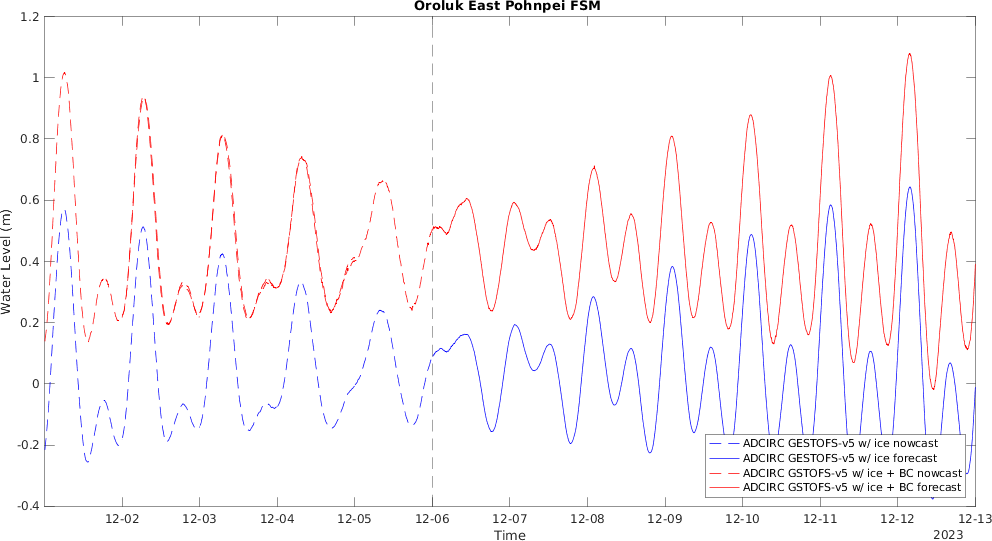 Oroluk East Pohnpei FSM
1.2
1
0.8
0.6
0.4
0.2
0
-0.2
-0.4
Water Level (m)
ADCIRC GESTOFS-v5 w/ ice nowcast
ADCIRC GESTOFS-v5 w/ ice forecast
ADCIRC GSTOFS-v5 w/ ice + BC nowcast
ADCIRC GSTOFS-v5 w/ ice + BC forecast
12-02 12-03 12-04 12-05 12-06 12-07 12-08 12-09 12-10 12-11 12-12 12-13
Time
2023